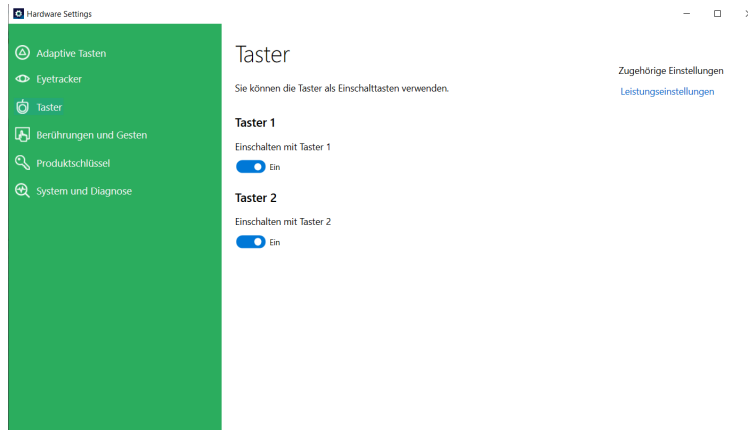 Hardware Settings
Adaptive Tasten
Eyetracker
Taster
Berührungen und Gesten
Produktschlüssel
System und Diagnose
Taster
Sie können die Taster als Einschalttasten verwenden.
Taster 1
Einschalten mit Taster 1
Ein
Taster 2
Einschalten mit Taster 2
Ein
Zugehörige Einstellungen
Leistungseinstellungen